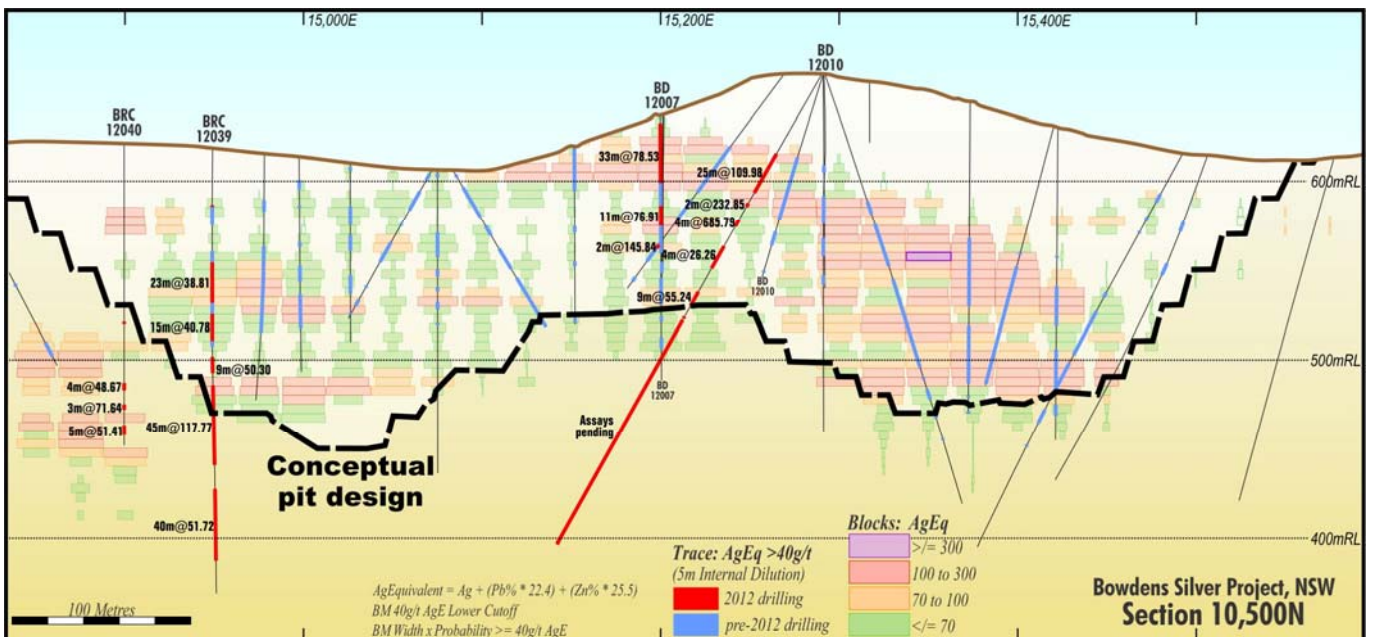 15,000E
15,200E
15,400E
BRC
12040
BRC
12039
BD
12007
BD
12010
33m@78.53
25m@109.98
2m@232.85
11m@76.91
4m@685.79
2m@145.84
4m@26.26
9m@55.24
BD
12010
23m@38.81
15m@40.78
9m@50.30
4m@48.67
3m@71.64
5m@51.41
45m@117.77
40m@51.72
BD
12007
Assays
pending
600mRL
500mRL
400mRL
Conceptual
pit design
100 Metres
AgEquivalent = Ag + (Pb% * 22.4) + (Zn% * 25.5)
BM 40g/t AgE Lower Cutoff
BM Width x Probability >= 40g/t AgE
Trace: AgEq >40g/t
(5m Internal Dilution)
2012 drilling
pre-2012 drilling
Blocks: AgEq
>/= 300
100 to 300
70 to 100
</= 70
Bowdens Silver Project, NSW
Section 10,500N